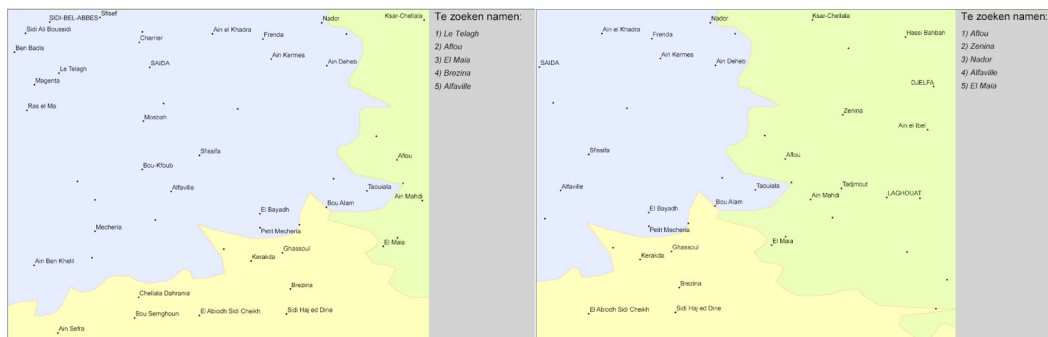 SIDI-BEL-ABBES
Sfisef
Nador
Ksar-Chellala
Sidi Ali Boussidi
Ain el Khadra
Charrier
Frenda
Ben Badis
Ain Kermes
Le Telagh
SAIDA
Ain Deheb
Magenta
Ras el Ma
Mosbah
Sfissifa
Aflou
Bou-Kfoub
Alfaville
Taouiala
Ain Mahdi
Bou Alam
El Bayadh
Mecheria
Petit Mecheria
El Maia
Ghassoul
Kerakda
Ain Ben Khelil
Brezina
Chellala Dahrania
Bou Semghoun
El Abiodh Sidi Cheikh
Sidi Haj ed Dine
Ain Sefra
Te zoeken namen:
1) Le Telagh
2) Aflou
3) El Maia
4) Brezina
5) Alfaville
Nador
Ksar-Chellala
Ain el Khadra
Frenda
Hassi Bahbah
Ain Kermes
SAIDA
Ain Deheb
DJELFA
Zenina
Ain el Ibel
Sfissifa
Aflou
Alfaville
Taouiala
Tadjmout
Ain Mahdi
LAGHOUAT
Bou Alam
El Bayadh
Petit Mecheria
El Maia
Ghassoul
Kerakda
Brezina
El Abiodh Sidi Cheikh
Sidi Haj ed Dine
Te zoeken namen:
1) Aflou
2) Zenina
3) Nador
4) Alfaville
5) El Maia